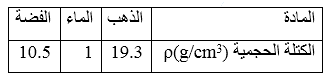 المادة الذهب الماء الفضة
الكتلة الحجمية ρ(g/cm³) 19.3 1 10.5